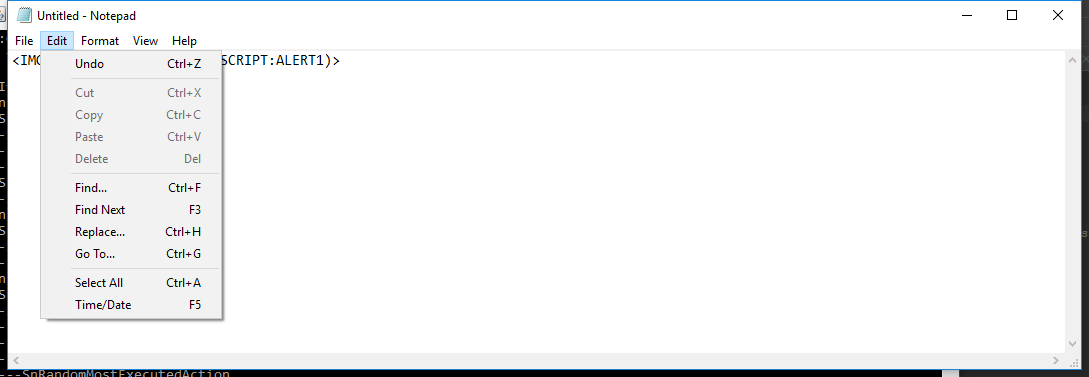 Untitled - Notepad
File Edit Format View Help
<IMG SCRIPT:ALERT1)>
Undo Ctrl+Z
Cut Ctrl+X
Copy Ctrl+C
Paste Ctrl+V
Delete Del
Find... Ctrl+F
Find Next F3
Replace... Ctrl+H
Go To... Ctrl+G
Select All Ctrl+A
Time/Date F5
---SnRandomMostExecutedAction